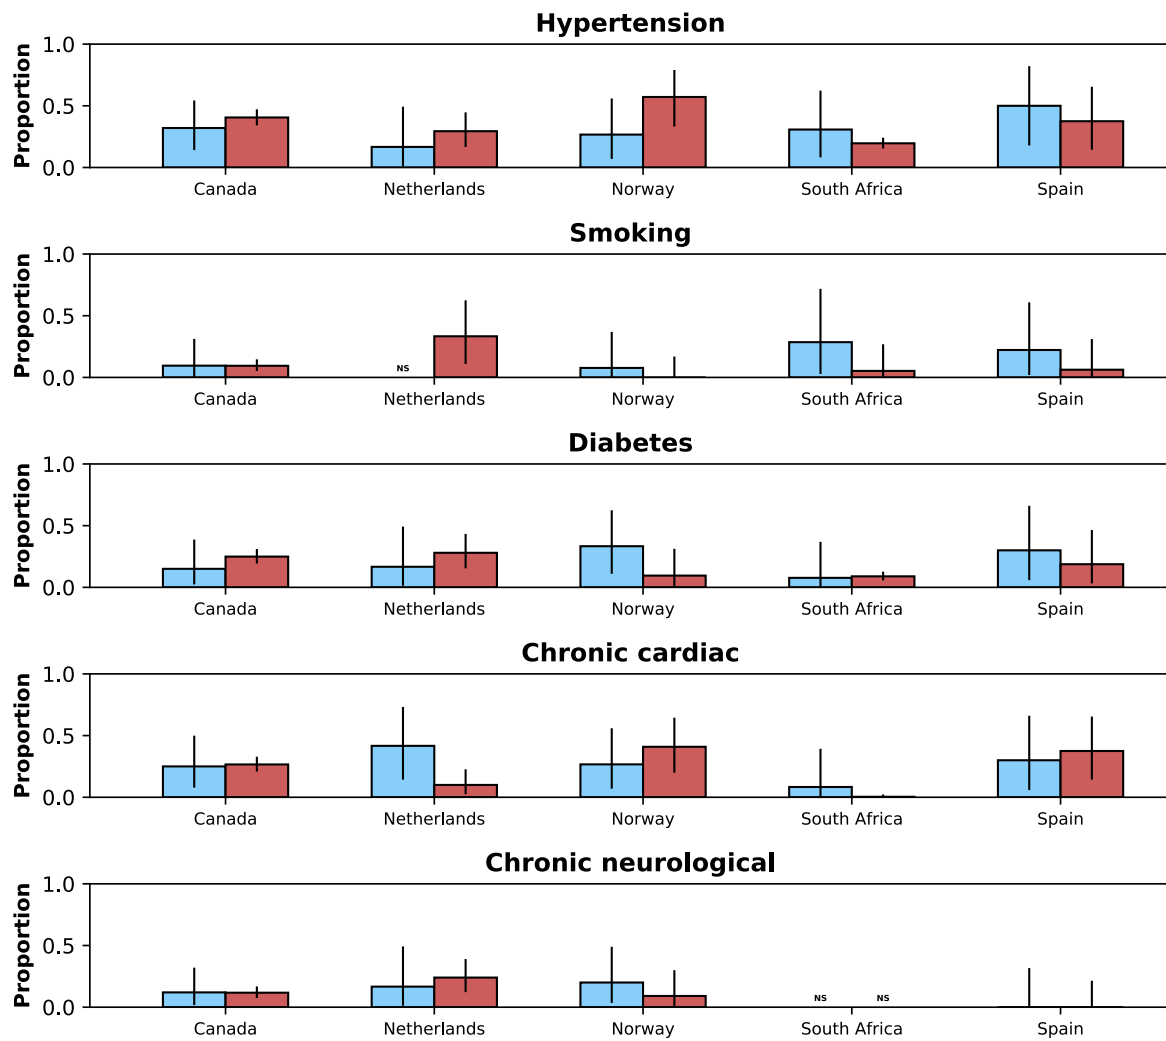 Hypertension
Proportion
1.0
0.5
0.0
Canada Netherlands Norway South Africa Spain
Smoking
Proportion
1.0
0.5
0.0
NS
Canada Netherlands Norway South Africa Spain
Diabetes
Proportion
1.0
0.5
0.0
Canada Netherlands Norway South Africa Spain
Chronic cardiac
Proportion
1.0
0.5
0.0
Canada Netherlands Norway South Africa Spain
Chronic neurological
Proportion
1.0
0.5
0.0
NS NS
Canada Netherlands Norway South Africa Spain